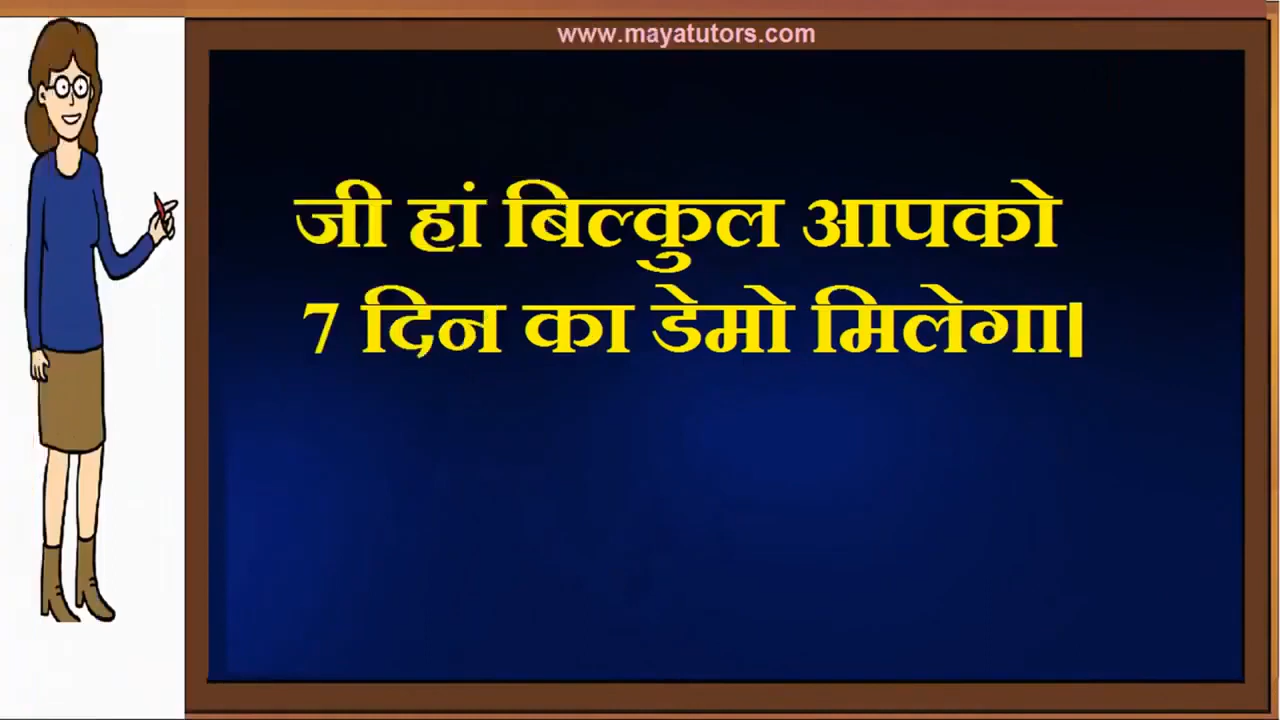 www.mayatutors.com
जी हां बिल्कुल आपको
7 दिन का डेमो मिलेगा।